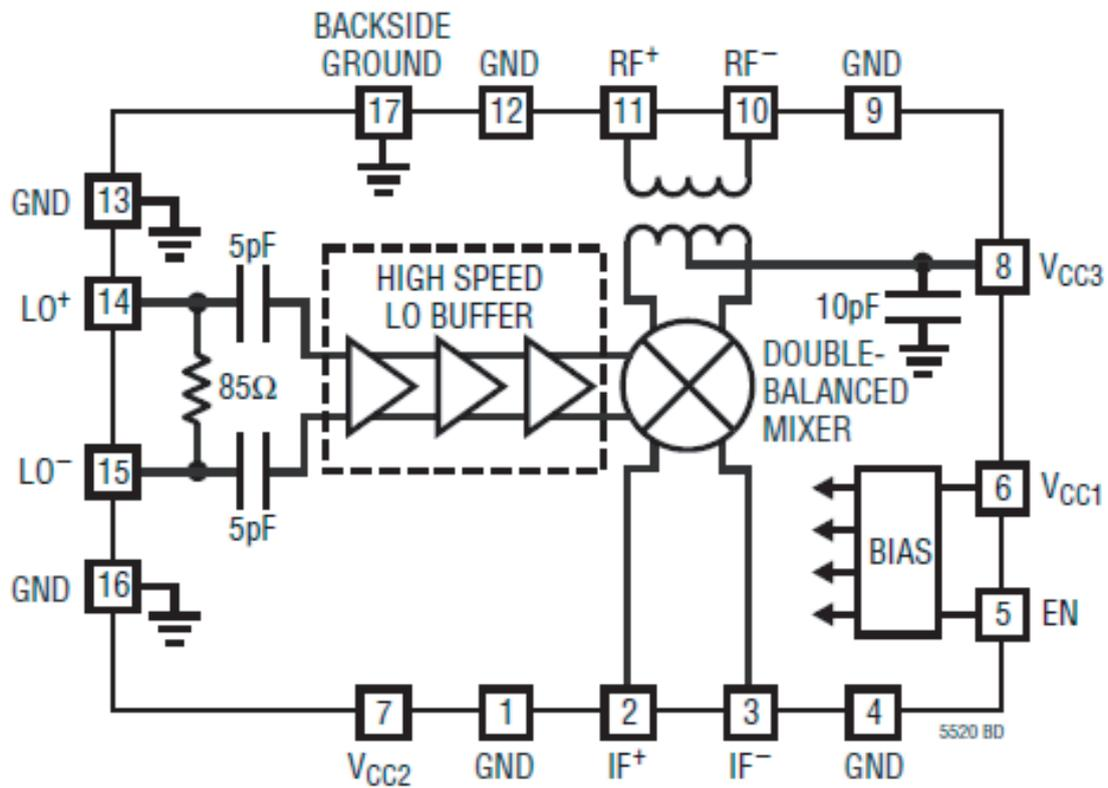 BACKSIDE
GROUND
GND
RF⁺
RF⁻
GND
17
12
11
10
9
GND
13
5pF
HIGH SPEED
LO BUFFER
8
VCC3
LO⁺
14
10pF
85Ω
DOUBLE-
BALANCED
MIXER
LO⁻
15
5pF
6
VCC1
BIAS
GND
16
5
EN
7
1
2
3
4
5520 BD
VCC2
GND
IF⁺
IF⁻
GND